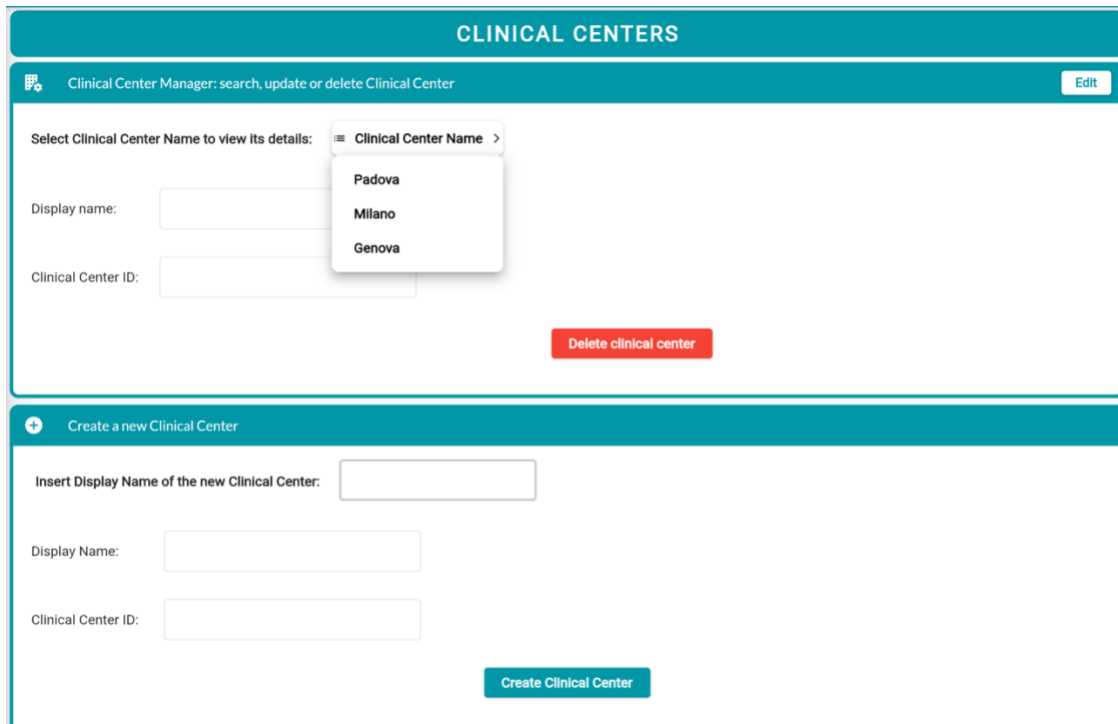 CLINICAL CENTERS
Clinical Center Manager: search, update or delete Clinical Center
Edit
Select Clinical Center Name to view its details:
Clinical Center Name
Padova
Milano
Genova
Display name:
Clinical Center ID:
Delete clinical center
Create a new Clinical Center
Insert Display Name of the new Clinical Center:
Display Name:
Clinical Center ID:
Create Clinical Center